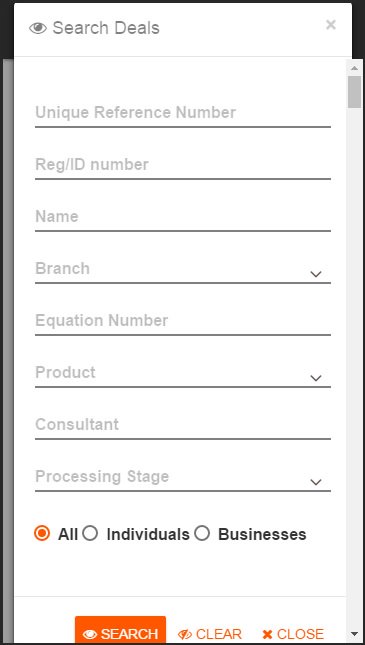 Search Deals
×
Unique Reference Number
Reg/ID number
Name
Branch
Equation Number
Product
Consultant
Processing Stage
All Individuals Businesses
SEARCH CLEAR CLOSE